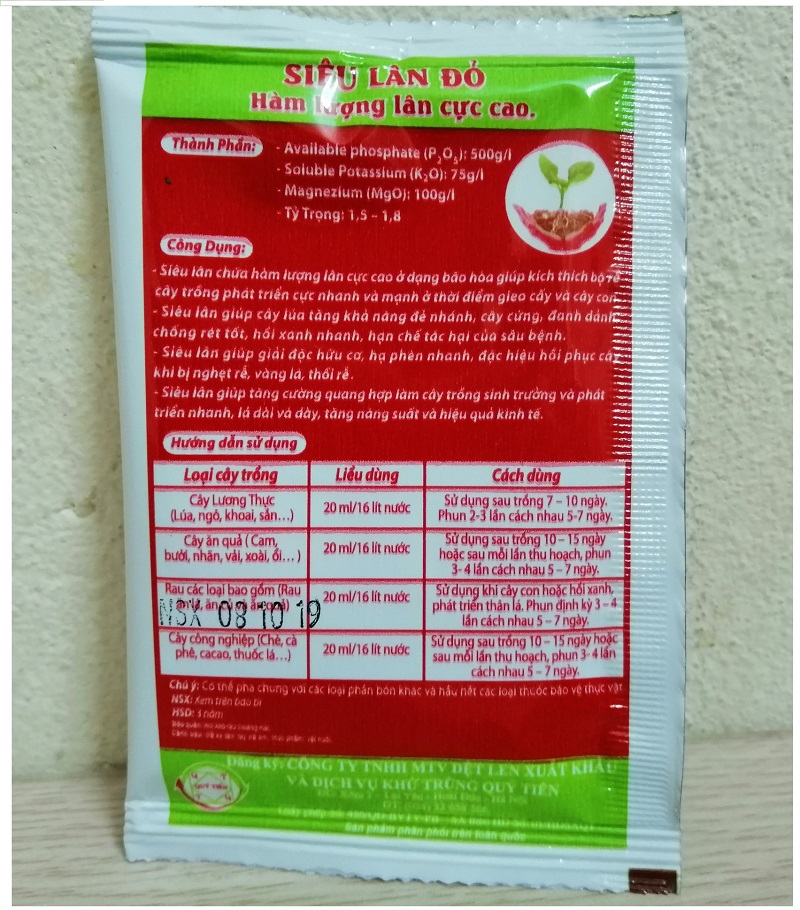 SIÊU LÂN ĐỎ
Hàm lượng lân cực cao.
Thành Phần:
- Available phosphate (P₂O₅): 500g/l
- Soluble Potassium (K₂O): 75g/l
- Magnezium (MgO): 100g/l
- Tỷ Trọng: 1,5 – 1,8
Công Dụng:
- Siêu lân chứa hàm lượng lân cực cao ở dạng bão hòa giúp kích thích bộ rễ
cây trồng phát triển cực nhanh và mạnh ở thời điểm gieo cấy và cây con
- Siêu lân giúp cây lúa tăng khả năng đẻ nhánh, cây cứng, đanh dảnh
chống rét tốt, hồi xanh nhanh, hạn chế tác hại của sâu bệnh.
- Siêu lân giúp giải độc hữu cơ, hạ phèn nhanh, đặc hiệu hồi phục cây
khi bị nghẹt rễ, vàng lá, thối rễ.
- Siêu lân giúp tăng cường quang hợp làm cây trồng sinh trưởng và phát
triển nhanh, lá dài và dày, tăng năng suất và hiệu quả kinh tế.
Hướng dẫn sử dụng
Loại cây trồng Liều dùng Cách dùng
Cây Lương Thực
(Lúa, ngô, khoai, sắn...)
20 ml/16 lít nước
Sử dụng sau trồng 7 – 10 ngày.
Phun 2-3 lần cách nhau 5-7 ngày.
Cây ăn quả ( Cam,
bưởi, nhãn, vải, xoài, ổi... )
20 ml/16 lít nước
Sử dụng sau trồng 10 – 15 ngày
hoặc sau mỗi lần thu hoạch, phun
3- 4 lần cách nhau 5 – 7 ngày.
Rau các loại bao gồm (Rau
NSX 08 10 19
20 ml/16 lít nước
Sử dụng khi cây con hoặc hồi xanh,
phát triển thân lá. Phun định kỳ 3 – 4
lần cách nhau 5 – 7 ngày.
Cây công nghiệp (Chè, cà
phê, cacao, thuốc lá...)
20 ml/16 lít nước
Sử dụng sau trồng 10 – 15 ngày hoặc
sau mỗi lần thu hoạch, phun 3- 4 lần
cách nhau 5 – 7 ngày.
Chú ý: Có thể pha chung với các loại phân bón khác và hầu hết các loại thuốc bảo vệ thực vật
NSX: Xem trên bao bì
HSD: 3 năm
Đăng ký: CÔNG TY TNHH MTV DỆT LEN XUẤT KHẨU
VÀ DỊCH VỤ KHỬ TRÙNG QUY TIẾN
QUY TIẾN
Sản phẩm phân phối trên toàn quốc